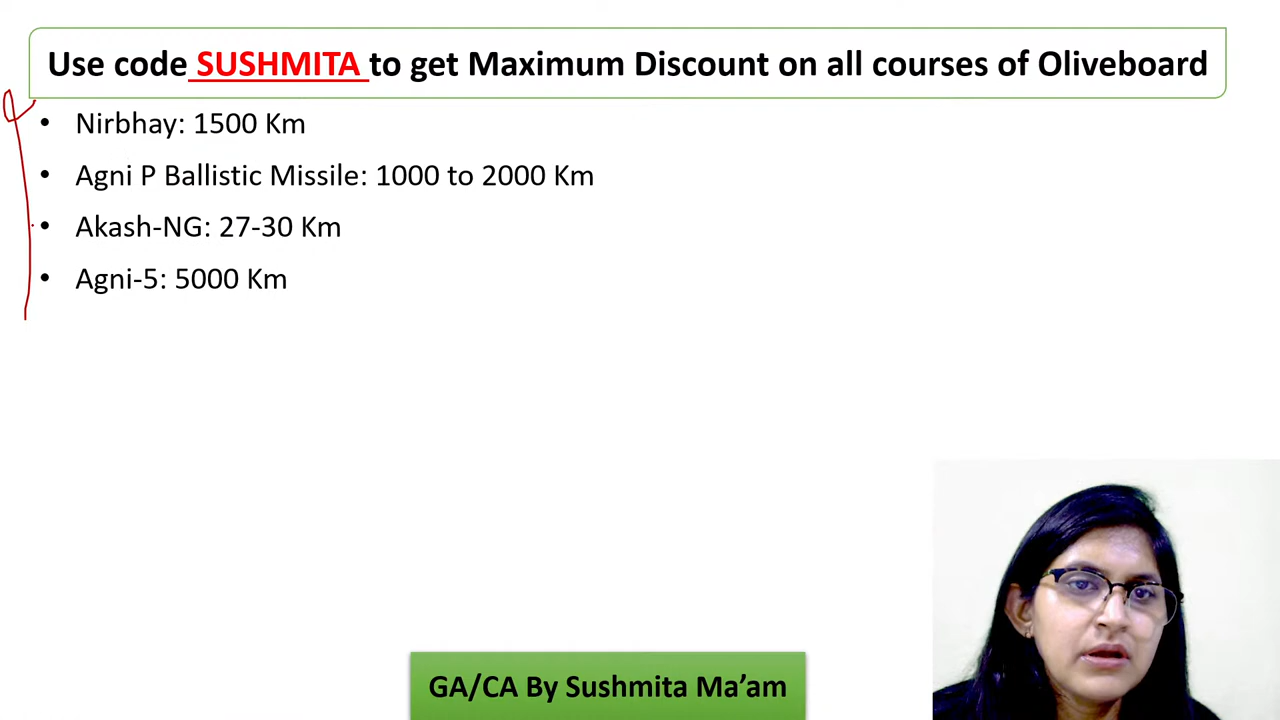 Use code SUSHMITA to get Maximum Discount on all courses of Oliveboard
• Nirbhay: 1500 Km
• Agni P Ballistic Missile: 1000 to 2000 Km
• Akash-NG: 27-30 Km
• Agni-5: 5000 Km
GA/CA By Sushmita Ma’am